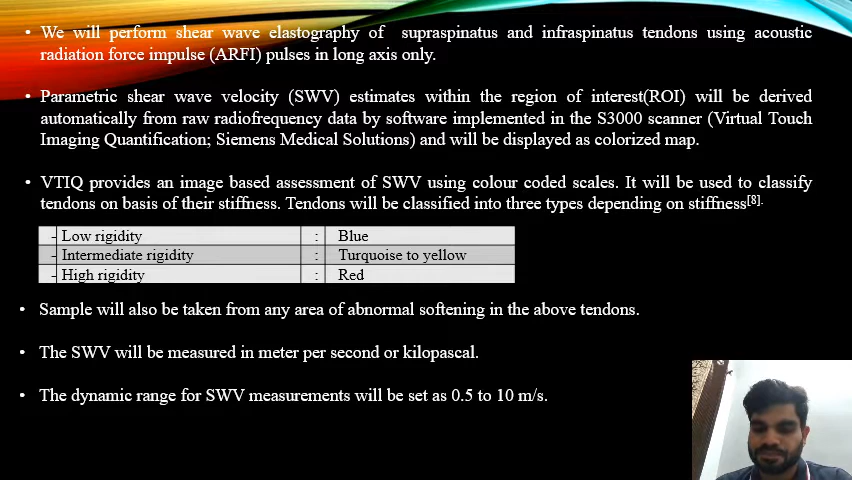 • We will perform shear wave elastography of supraspinatus and infraspinatus tendons using acoustic
radiation force impulse (ARFI) pulses in long axis only.
• Parametric shear wave velocity (SWV) estimates within the region of interest(ROI) will be derived
automatically from raw radiofrequency data by software implemented in the S3000 scanner (Virtual Touch
Imaging Quantification; Siemens Medical Solutions) and will be displayed as colorized map.
• VTIQ provides an image based assessment of SWV using colour coded scales. It will be used to classify
tendons on basis of their stiffness. Tendons will be classified into three types depending on stiffness[8].
- Low rigidity : Blue
- Intermediate rigidity : Turquoise to yellow
- High rigidity : Red
• Sample will also be taken from any area of abnormal softening in the above tendons.
• The SWV will be measured in meter per second or kilopascal.
• The dynamic range for SWV measurements will be set as 0.5 to 10 m/s.